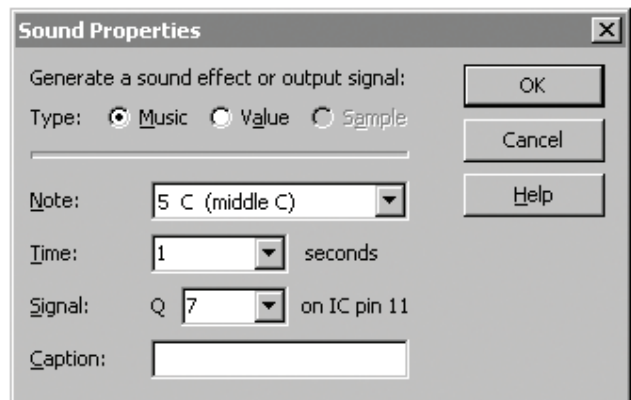 Sound Properties
Generate a sound effect or output signal:
OK
Type: Music Value Sample
Cancel
Note: 5 C (middle C)
Help
Time: 1 seconds
Signal: Q 7 on IC pin 11
Caption: